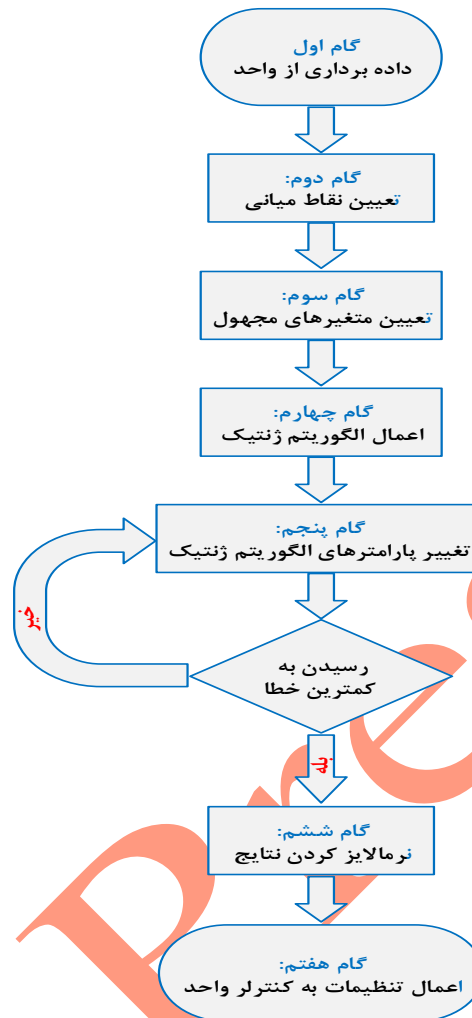 گام اول
داده برداری از واحد
گام دوم:
تعیین نقاط میانی
گام سوم:
تعیین متغیرهای مجهول
گام چهارم:
اعمال الگوریتم ژنتیک
گام پنجم:
تغییر پارامترهای الگوریتم ژنتیک
خیر
رسیدن به
کمترین خطا
بله
گام ششم:
نرمالایز کردن نتایج
گام هفتم:
اعمال تنظیمات به کنترلر واحد
Pre